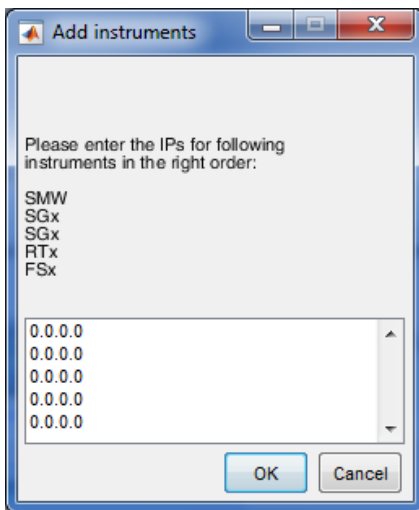 Add instruments
Please enter the IPs for following
instruments in the right order:
SMW
SGx
SGx
RTx
FSx
0.0.0.0
0.0.0.0
0.0.0.0
0.0.0.0
0.0.0.0
OK
Cancel